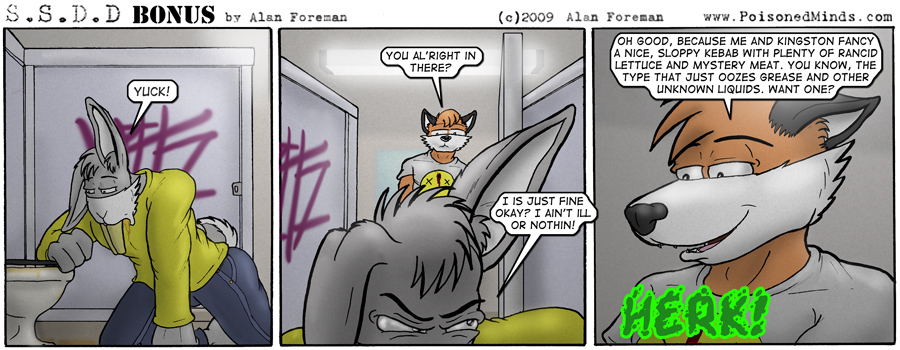 S.S.D.D BONUS by Alan Foreman (c)2009 Alan Foreman www.PoisonedMinds.com
YUCK!
YOU AL'RIGHT IN
THERE?
I IS JUST FINE
OKAY? I AIN'T ILL
OR NOTHIN!
OH GOOD, BECAUSE ME AND KINGSTON FANCY
A NICE, SLOPPY KEBAB WITH PLENTY OF RANCID
LETTUCE AND MYSTERY MEAT. YOU KNOW, THE
TYPE THAT JUST OOZES GREASE AND OTHER
UNKNOWN LIQUIDS. WANT ONE?
HERK!